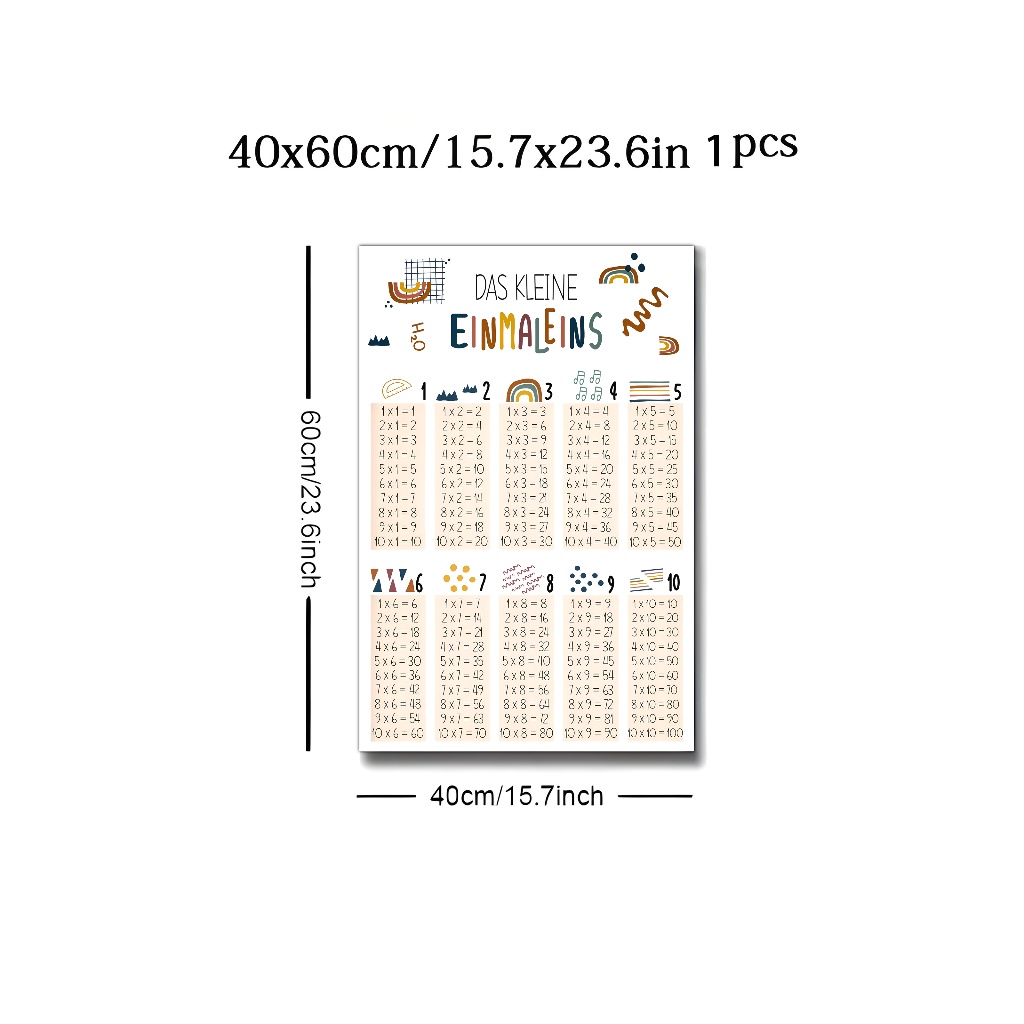 40x60cm/15.7x23.6in 1pcs
DAS KLEINE
EINMALEINS
H₂O
1
1 x 1 = 1
2 x 1 = 2
3 x 1 = 3
4 x 1 = 4
5 x 1 = 5
6 x 1 = 6
7 x 1 = 7
8 x 1 = 8
9 x 1 = 9
10 x 1 = 10
2
1 x 2 = 2
2 x 2 = 4
3 x 2 = 6
4 x 2 = 8
5 x 2 = 10
6 x 2 = 12
7 x 2 = 14
8 x 2 = 16
9 x 2 = 18
10 x 2 = 20
3
1 x 3 = 3
2 x 3 = 6
3 x 3 = 9
4 x 3 = 12
5 x 3 = 15
6 x 3 = 18
7 x 3 = 21
8 x 3 = 24
9 x 3 = 27
10 x 3 = 30
4
1 x 4 = 4
2 x 4 = 8
3 x 4 = 12
4 x 4 = 16
5 x 4 = 20
6 x 4 = 24
7 x 4 = 28
8 x 4 = 32
9 x 4 = 36
10 x 4 = 40
5
1 x 5 = 5
2 x 5 = 10
3 x 5 = 15
4 x 5 = 20
5 x 5 = 25
6 x 5 = 30
7 x 5 = 35
8 x 5 = 40
9 x 5 = 45
10 x 5 = 50
6
1 x 6 = 6
2 x 6 = 12
3 x 6 = 18
4 x 6 = 24
5 x 6 = 30
6 x 6 = 36
7 x 6 = 42
8 x 6 = 48
9 x 6 = 54
10 x 6 = 60
7
1 x 7 = 7
2 x 7 = 14
3 x 7 = 21
4 x 7 = 28
5 x 7 = 35
6 x 7 = 42
7 x 7 = 49
8 x 7 = 56
9 x 7 = 63
10 x 7 = 70
8
1 x 8 = 8
2 x 8 = 16
3 x 8 = 24
4 x 8 = 32
5 x 8 = 40
6 x 8 = 48
7 x 8 = 56
8 x 8 = 64
9 x 8 = 72
10 x 8 = 80
9
1 x 9 = 9
2 x 9 = 18
3 x 9 = 27
4 x 9 = 36
5 x 9 = 45
6 x 9 = 54
7 x 9 = 63
8 x 9 = 72
9 x 9 = 81
10 x 9 = 90
10
1 x 10 = 10
2 x 10 = 20
3 x 10 = 30
4 x 10 = 40
5 x 10 = 50
6 x 10 = 60
7 x 10 = 70
8 x 10 = 80
9 x 10 = 90
10 x 10 = 100
60cm/23.6inch
40cm/15.7inch